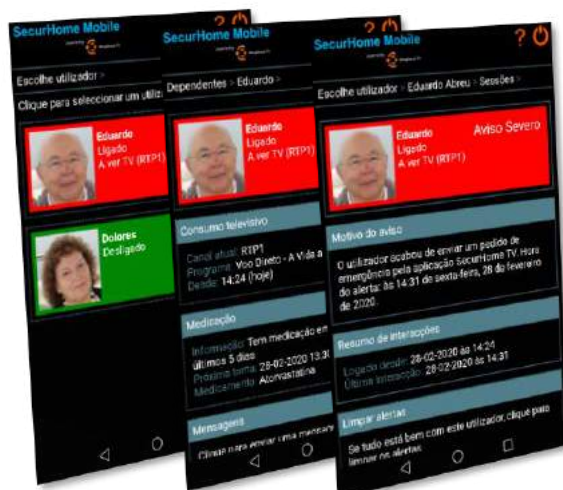 SecurHome Mobile
Escolhe utilizador >
Clique para seleccionar um
Eduardo
Ligado
A ver TV (RTP1)
Dolores
Desligado
SecurHome Mobile
Dependentes > Eduardo >
Eduardo
Ligado
A ver TV (RTP1)
Consumo televisivo
Canal atual: RTP1
Programa: Voo Direto - A Vida a
Desde: 14:24 (hoje)
Medicação
Informação: Tem medicação em
últimos 5 dias
Próxima toma: 28-02-2020 13:30
Medicamento: Atorvastatina
Mensagens
Clique para enviar uma mensagem
SecurHome Mobile
?
Escolhe utilizador > Eduardo Abreu > Sessões >
Eduardo
Ligado
A ver TV (RTP1)
Aviso Severo
Motivo do aviso
O utilizador acabou de enviar um pedido de
emergência pela aplicação SecurHome TV. Hora
do alerta: às 14:31 de sexta-feira, 28 de fevereiro
de 2020.
Resumo de interacções
Logado desde: 28-02-2020 às 14:24
Última interacção: 28-02-2020 às 14:31
Limpar alertas
Se tudo está bem com este utilizador, clique para
limpar os alertas